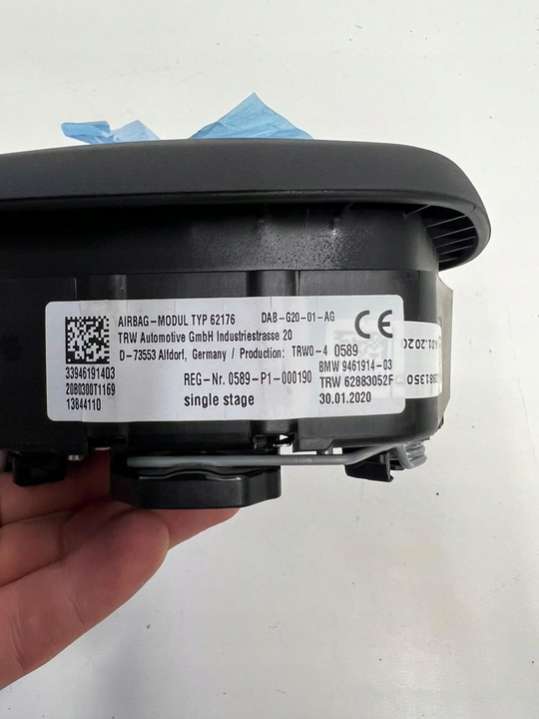 AIRBAG-MODUL TYP 62176 DAB-G20-01-AG
TRW Automotive GmbH Industriestrasse 20
D-73553 Alfdorf, Germany / Production: TRW0-4 0589
33946191403
2080300T1169
13844110
REG-Nr. 0589-P1-000190
single stage
BMW 9461914-03
TRW 62883052F
30.01.2020
CE